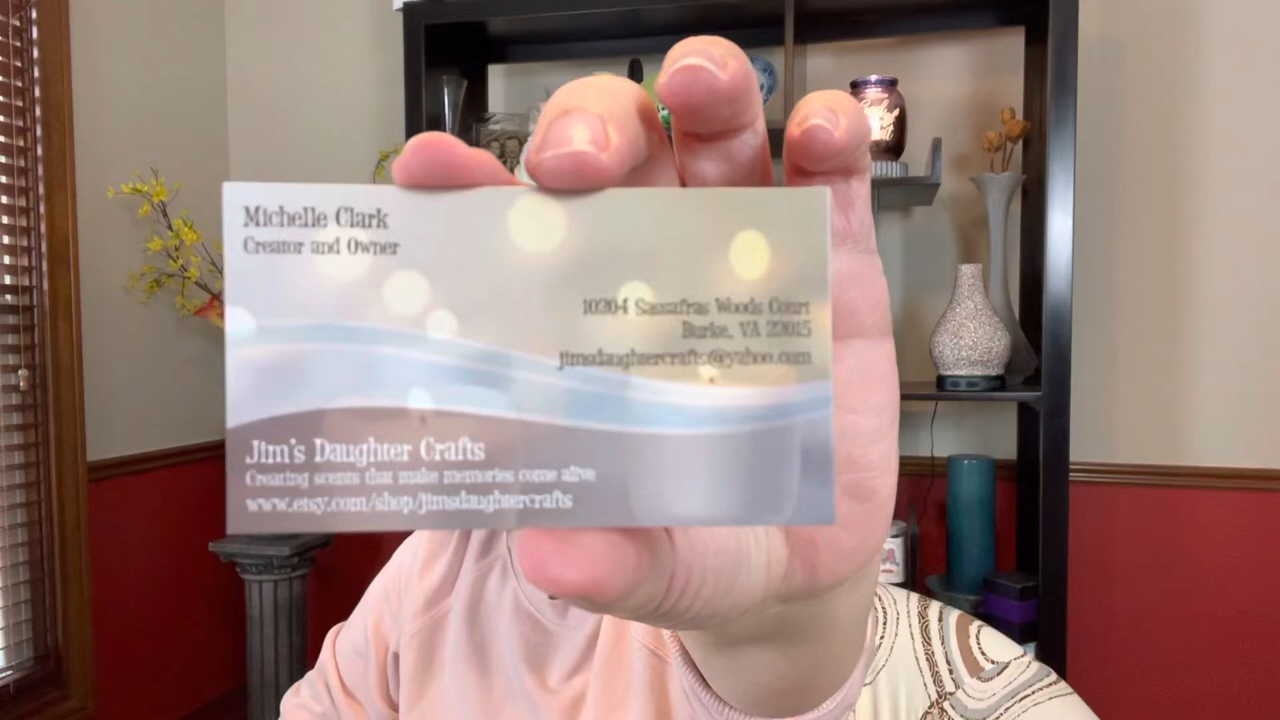 Michelle Clark
Creator and Owner
10204 Sassafras Woods Court
Burke, VA 22015
jimsdaughtercrafts@yahoo.com
Jim's Daughter Crafts
Creating scents that make memories come alive
www.etsy.com/shop/jimsdaughtercrafts